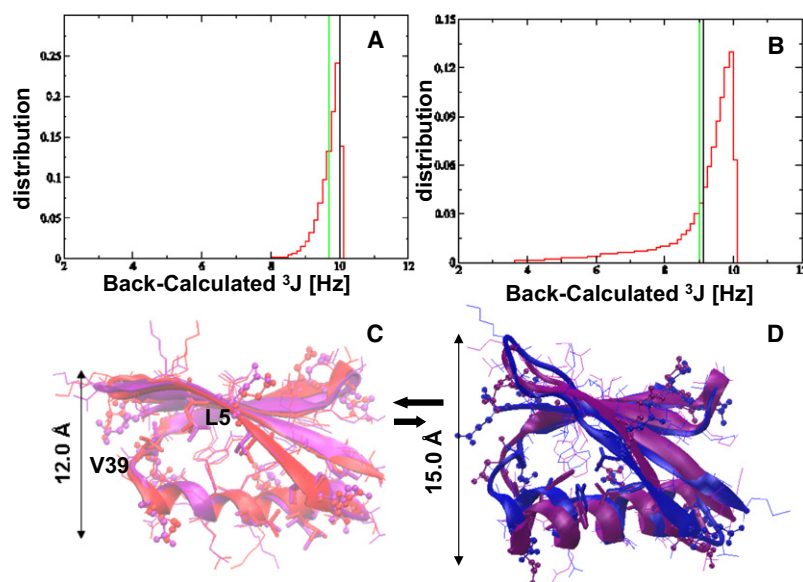 A
distribution
0.25
0.2
0.15
0.1
0.05
0
2 4 6 8 10 12
Back-Calculated ³J [Hz]
B
distribution
0.15
0.12
0.09
0.06
0.03
0
2 4 6 8 10 12
Back-Calculated ³J [Hz]
C
12.0 Å
L5
V39
D
15.0 Å